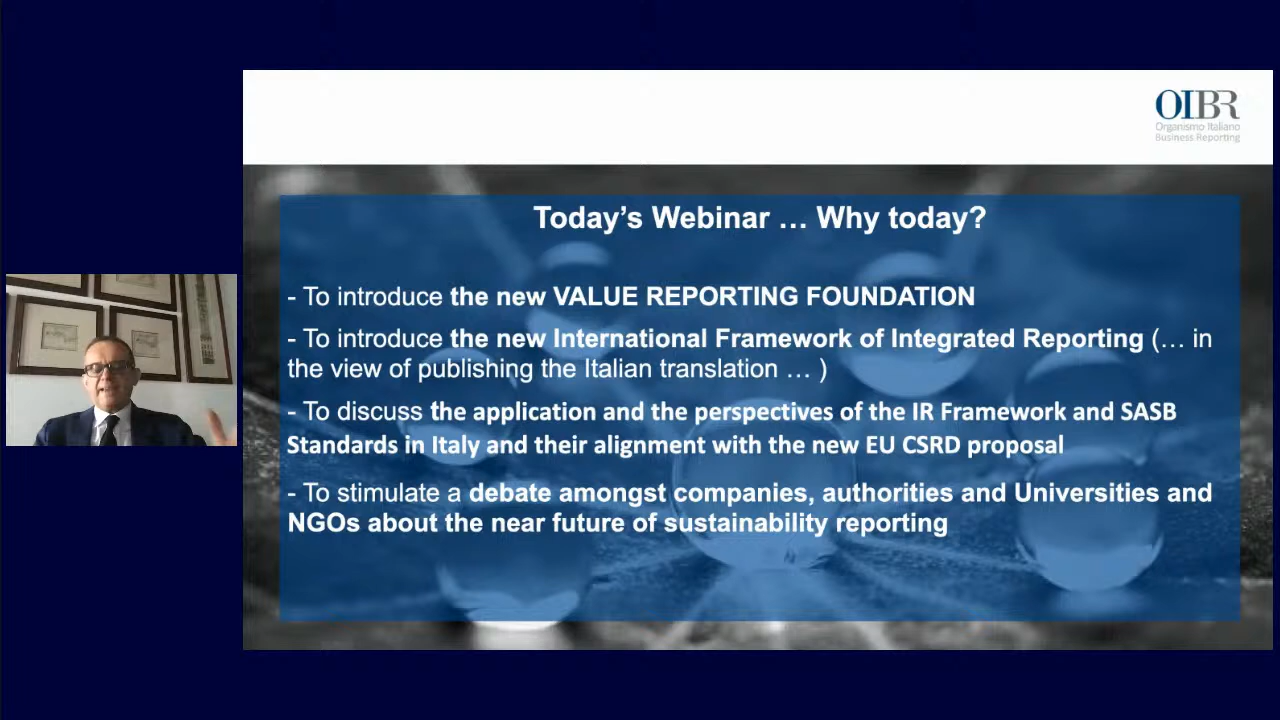 OIBR
Organismo Italiano
Business Reporting
Today’s Webinar … Why today?
- To introduce the new VALUE REPORTING FOUNDATION
- To introduce the new International Framework of Integrated Reporting (… in
the view of publishing the Italian translation … )
- To discuss the application and the perspectives of the IR Framework and SASB
Standards in Italy and their alignment with the new EU CSRD proposal
- To stimulate a debate amongst companies, authorities and Universities and
NGOs about the near future of sustainability reporting